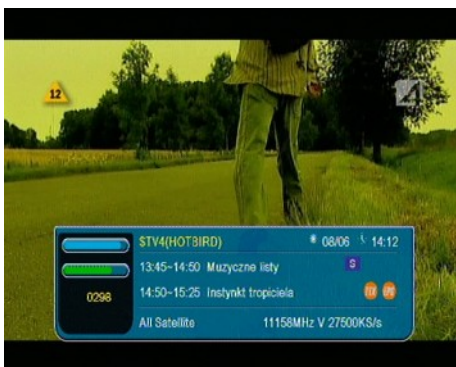 12
4
$TV4(HOTBIRD) 08/06 14:12
13:45~14:50 Muzyczne listy S
14:50~15:25 Instynkt tropiciela EPG
0298
All Satellite 11158MHz V 27500KS/s